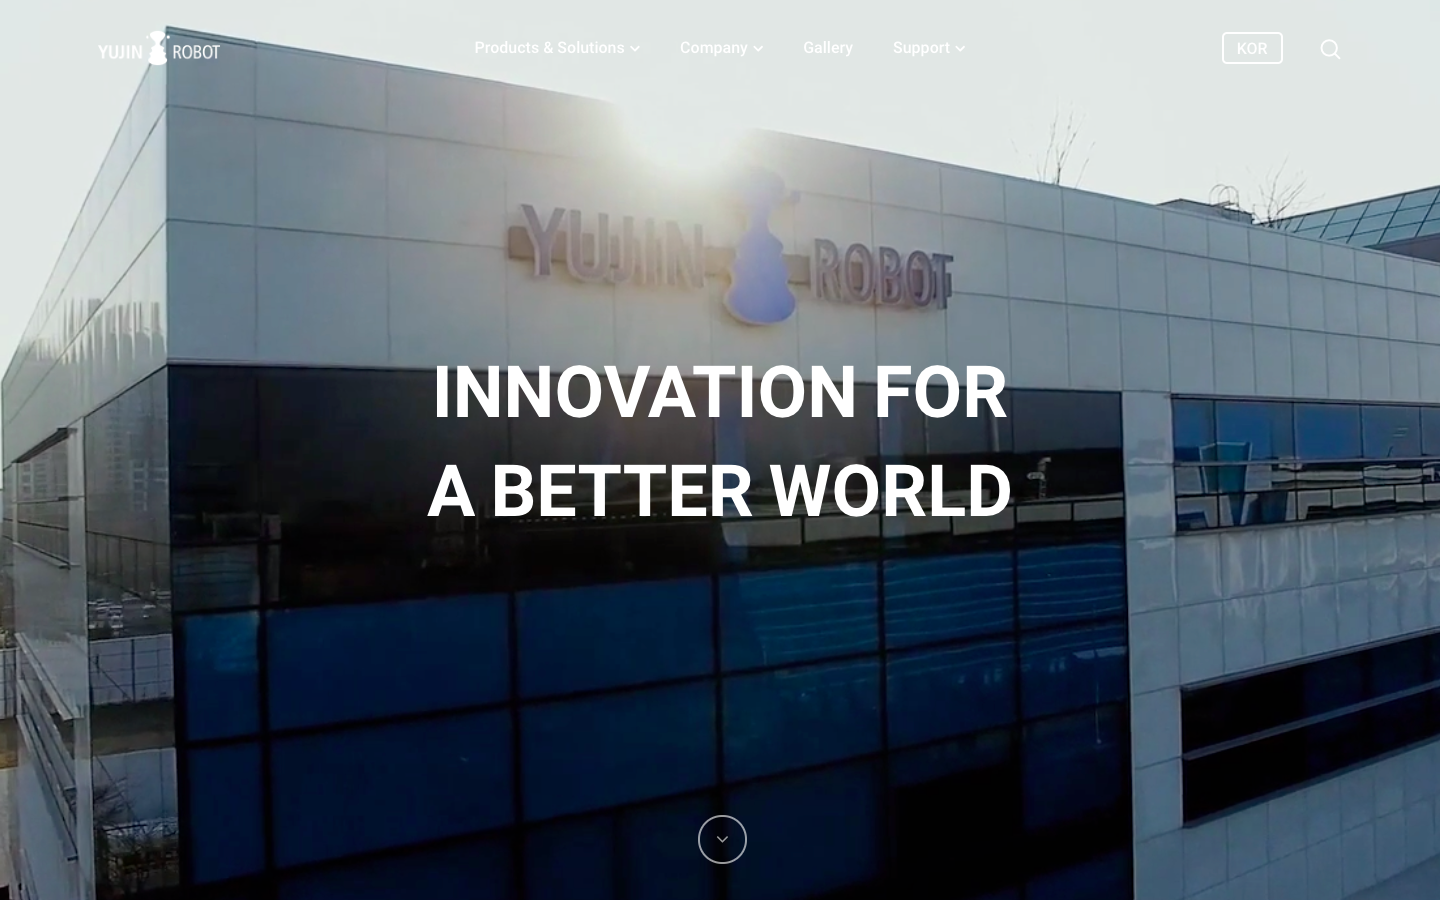 YUJIN ROBOT
Products & Solutions
Company
Gallery
Support
KOR
YUJIN ROBOT
INNOVATION FOR
A BETTER WORLD